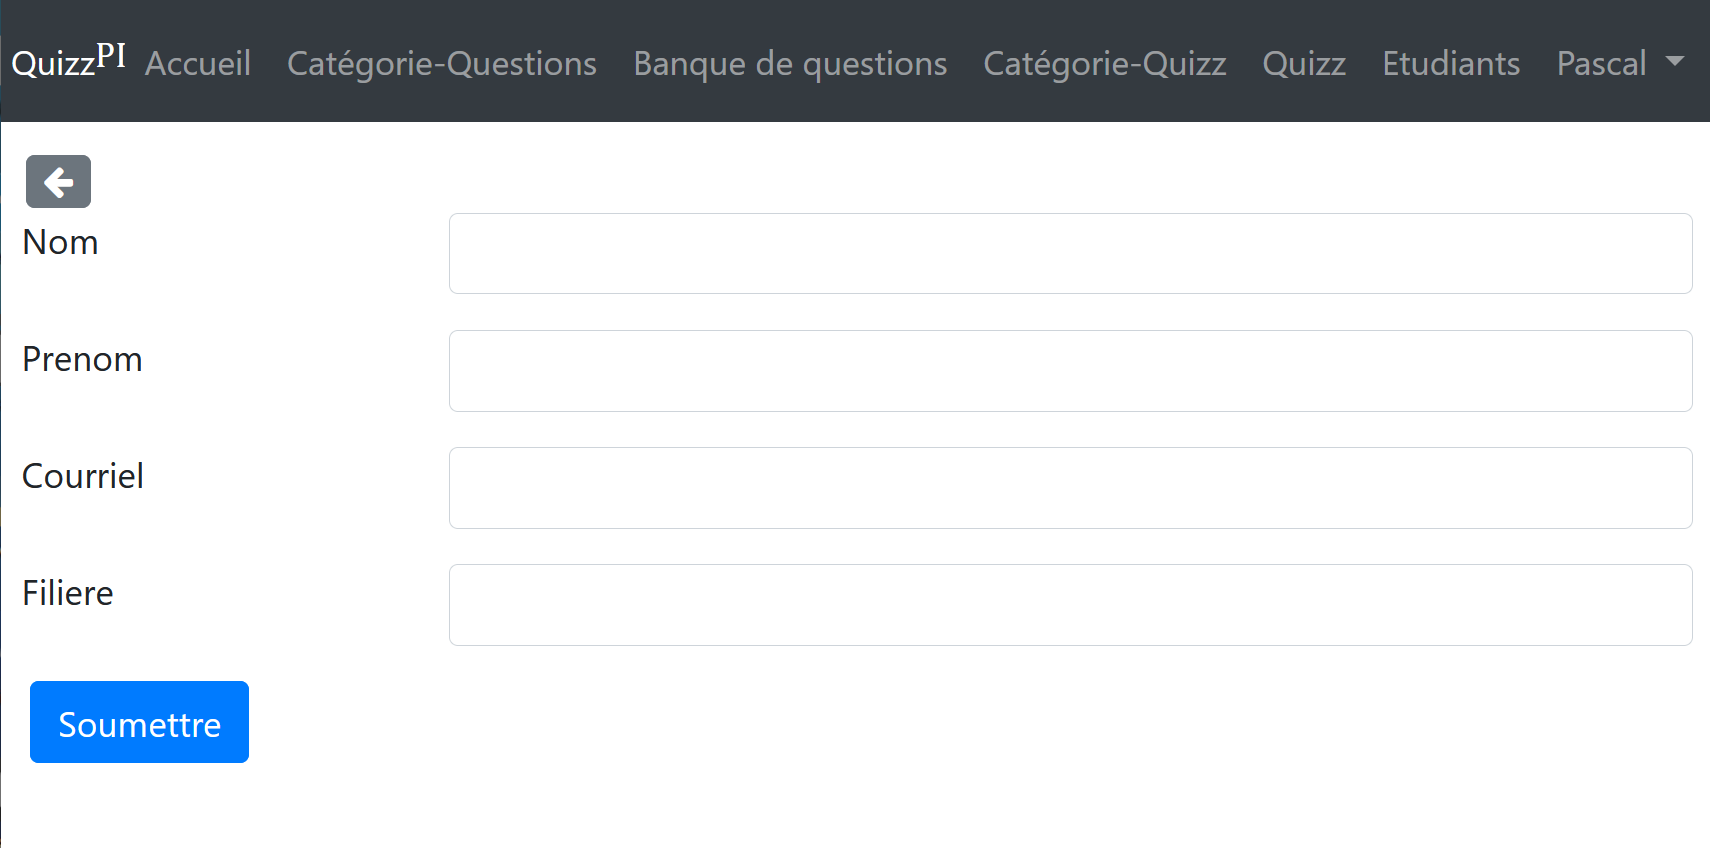 Quizz^PI Accueil Catégorie-Questions Banque de questions Catégorie-Quizz Quizz Etudiants Pascal
Nom
Prenom
Courriel
Filiere
Soumettre